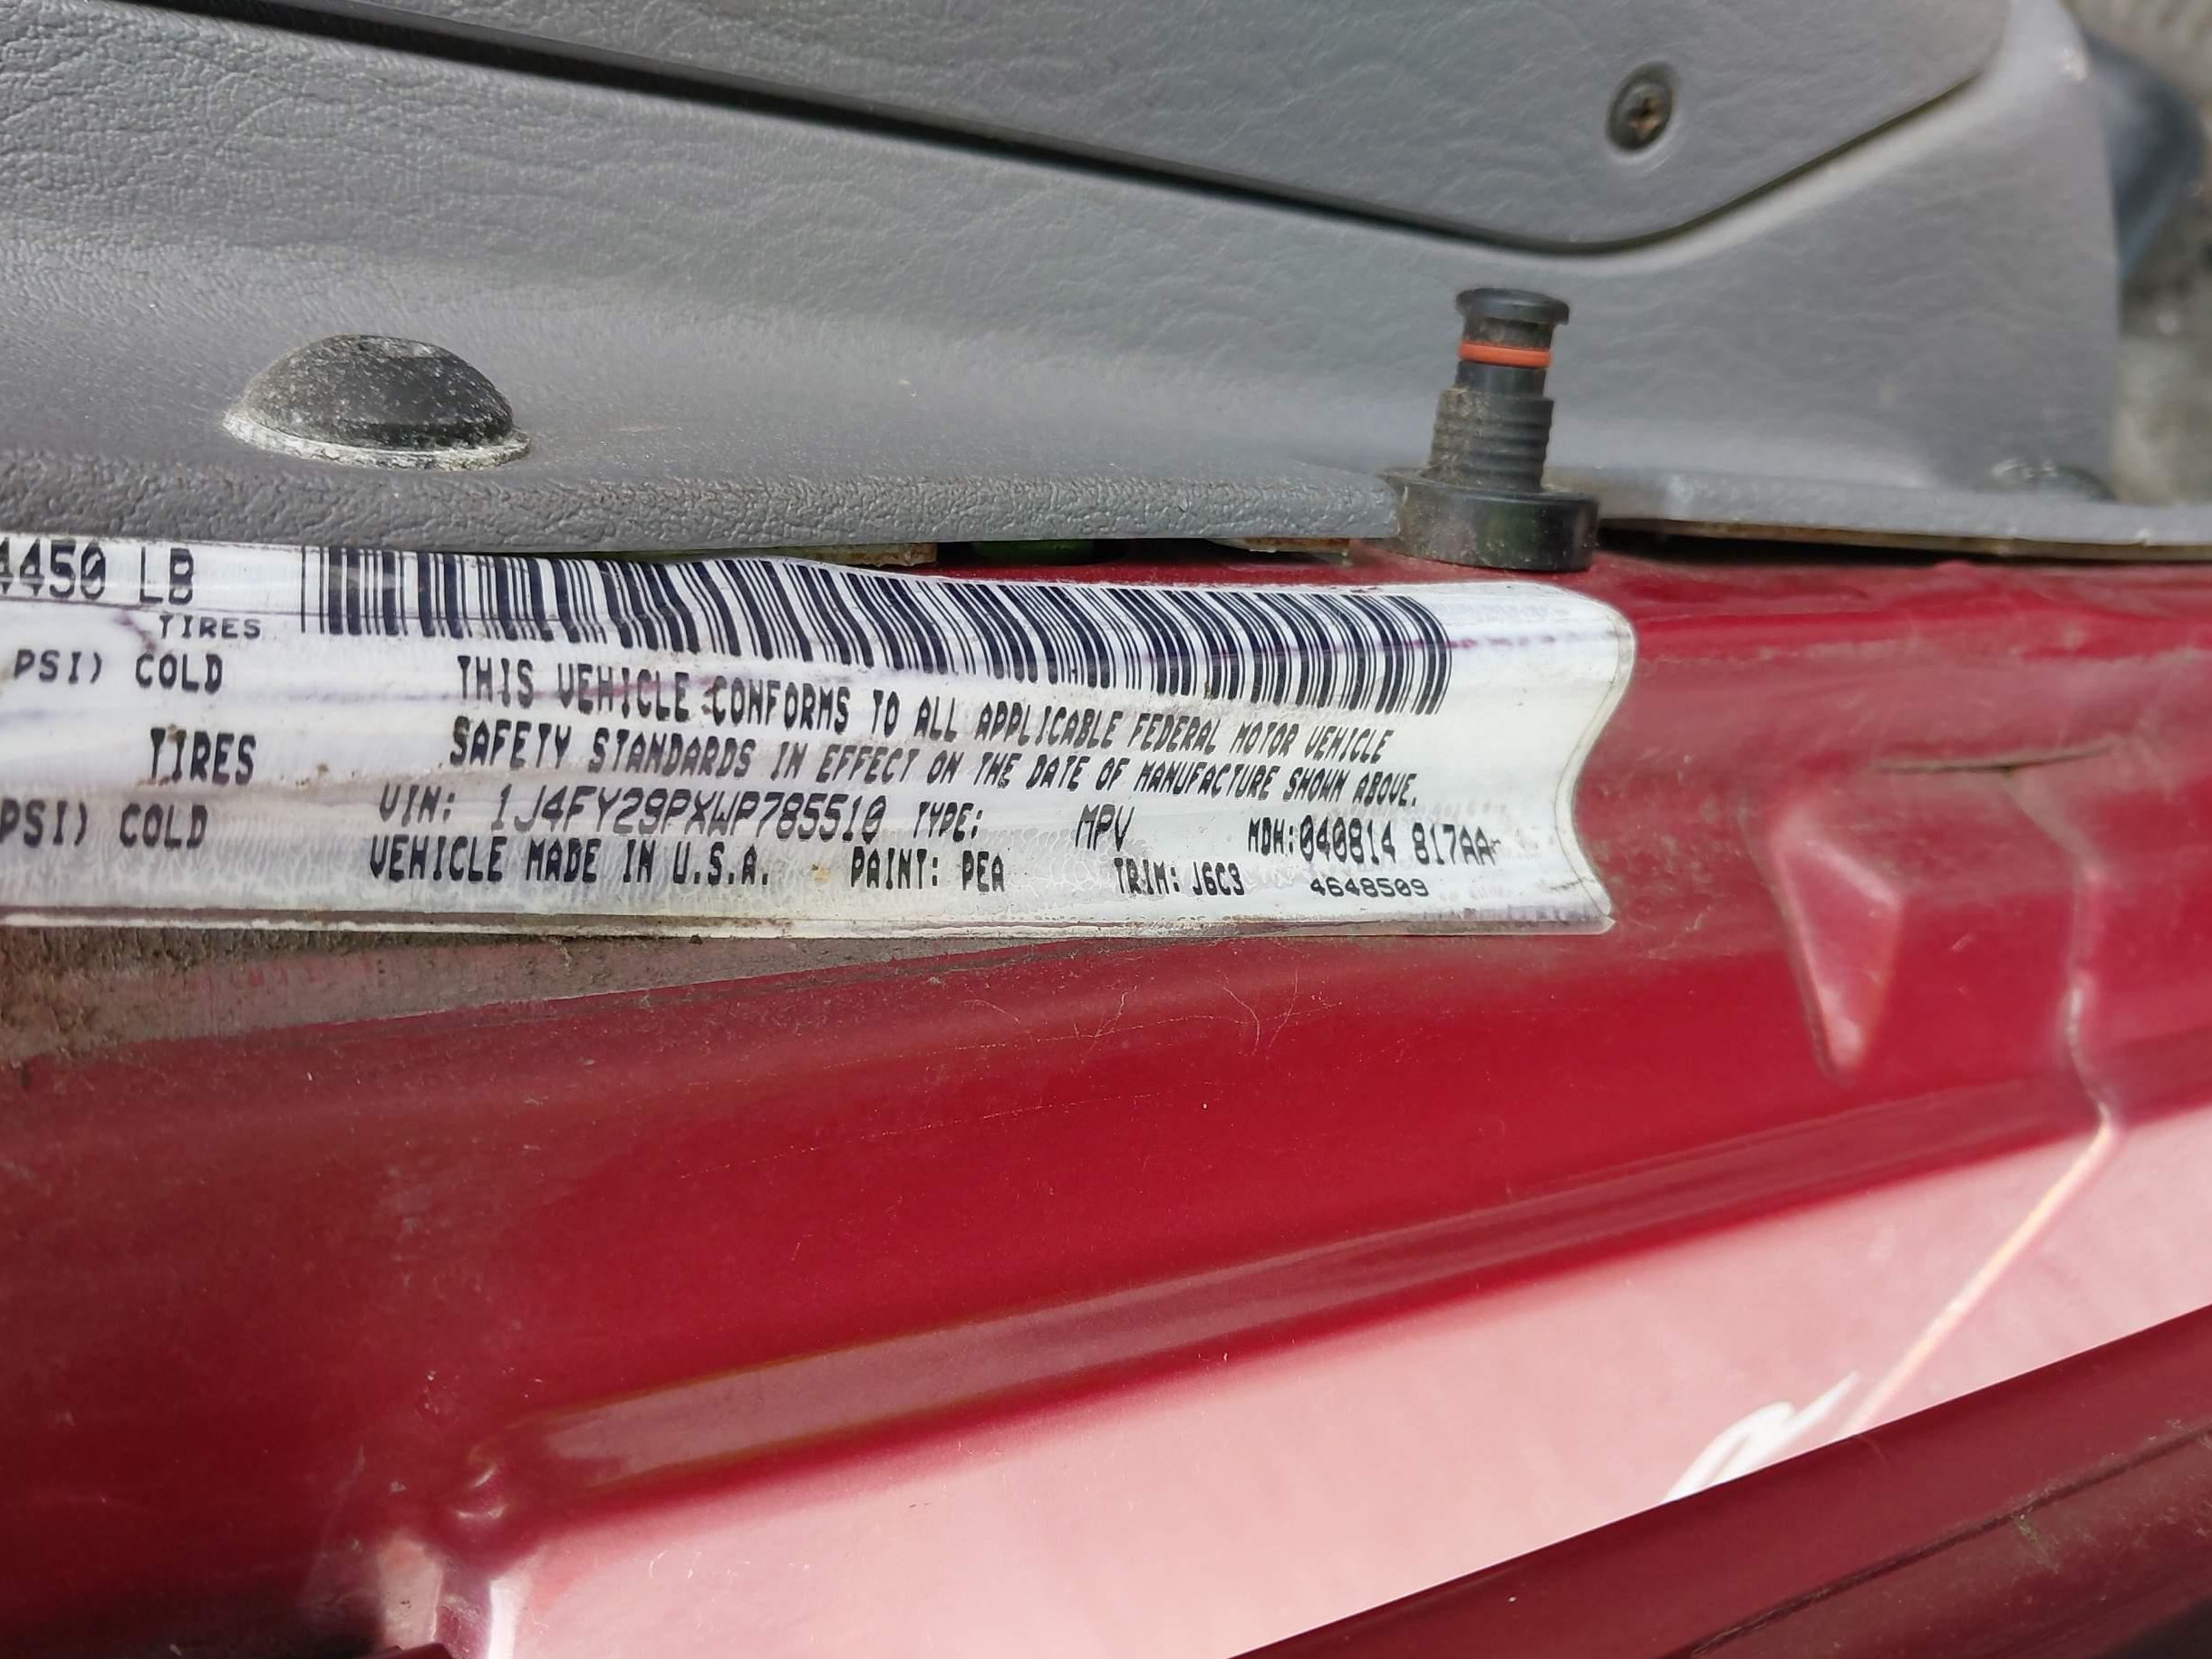 4450 LB
TIRES
PSI) COLD
THIS VEHICLE CONFORMS TO ALL APPLICABLE FEDERAL MOTOR VEHICLE
TIRES
SAFETY STANDARDS IN EFFECT ON THE DATE OF MANUFACTURE SHOWN ABOVE.
PSI) COLD
VIN: 1J4FY29PXWP785510 TYPE: MPV MDH:040814 817AA
VEHICLE MADE IN U.S.A. PAINT: PEA TRIM: J6C3 4648509